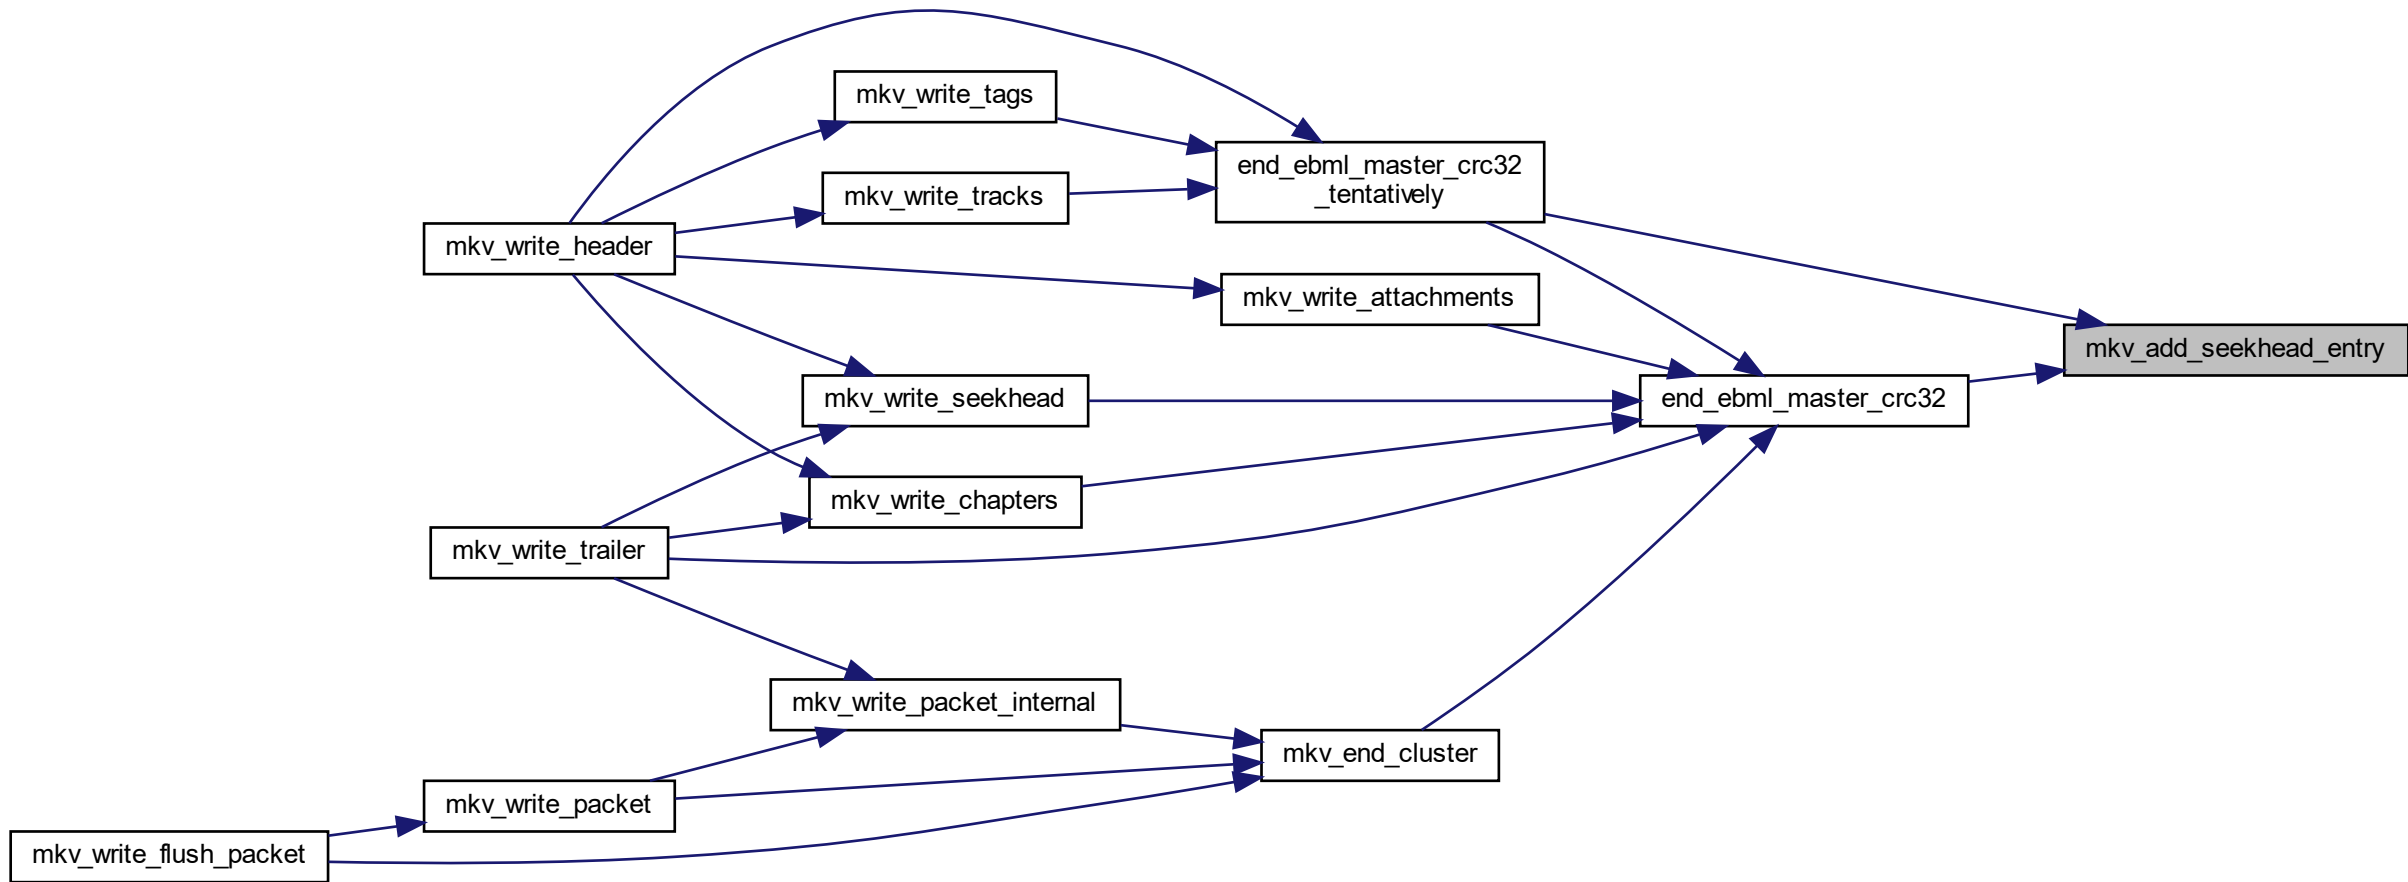 mkv_write_tags
end_ebml_master_crc32
_tentatively
mkv_write_tracks
mkv_write_header
mkv_write_attachments
mkv_add_seekhead_entry
mkv_write_seekhead
end_ebml_master_crc32
mkv_write_chapters
mkv_write_trailer
mkv_write_packet_internal
mkv_end_cluster
mkv_write_packet
mkv_write_flush_packet